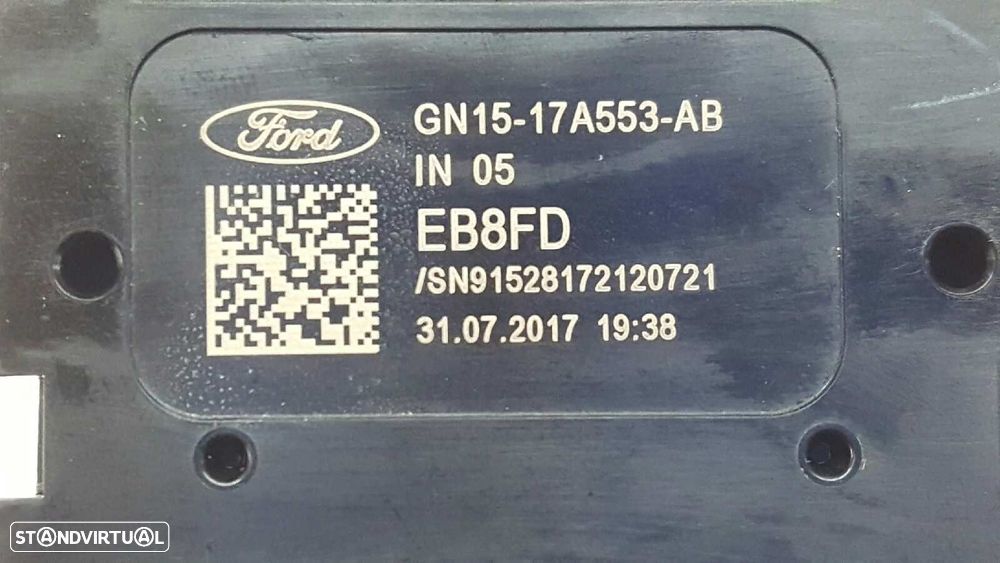 Ford
GN15-17A553-AB
IN 05
EB8FD
/SN91528172120721
31.07.2017 19:38
STANDVIRTUAL